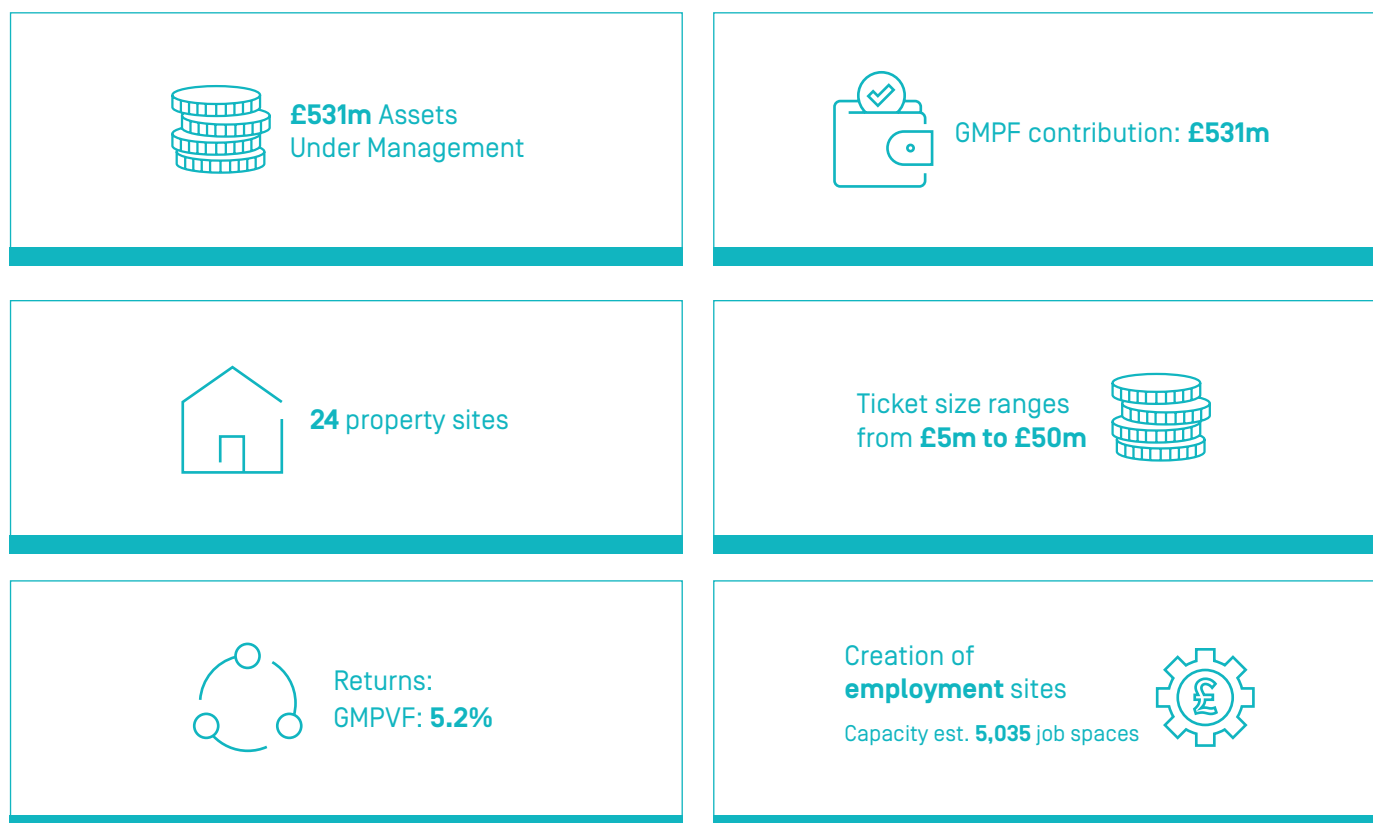 £531m Assets
Under Management
GMPF contribution: £531m
24 property sites
Ticket size ranges
from £5m to £50m
Returns:
GMPVF: 5.2%
Creation of
employment sites
Capacity est. 5,035 job spaces
£